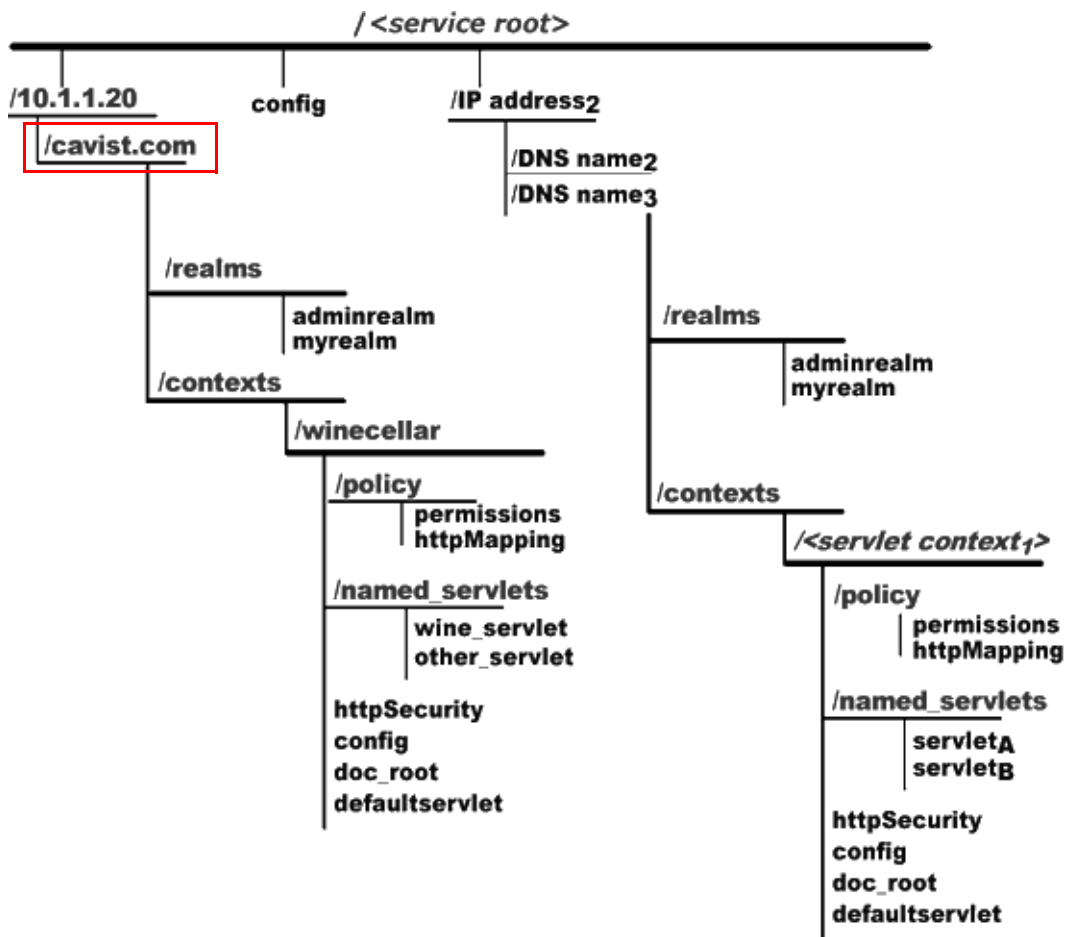 /<service root>
/10.1.1.20
config
/IP address2
/cavist.com
/DNS name2
/DNS name3
/realms
adminrealm
myrealm
/contexts
/winecellar
/policy
permissions
httpMapping
/named_servlets
wine_servlet
other_servlet
httpSecurity
config
doc_root
defaultservlet
/realms
adminrealm
myrealm
/contexts
/<servlet context1>
/policy
permissions
httpMapping
/named_servlets
servletA
servletB
httpSecurity
config
doc_root
defaultservlet